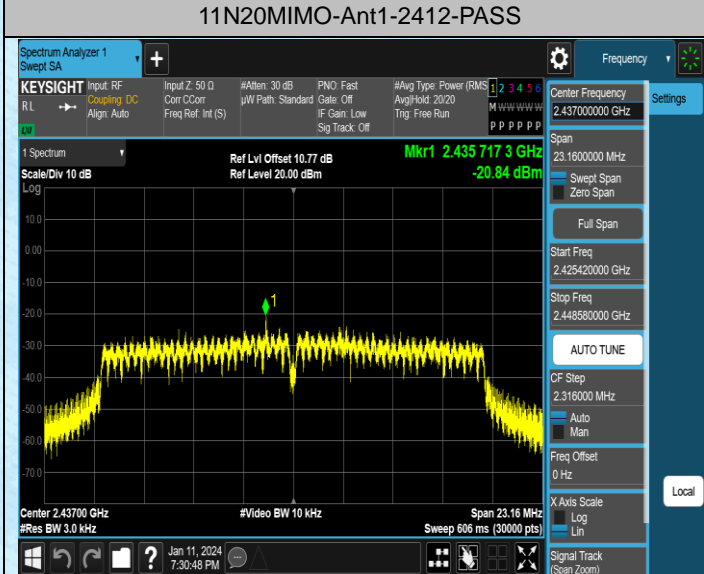 11N20MIMO-Ant1-2412-PASS
Spectrum Analyzer 1
Swept SA
Frequency
KEYSIGHT
RL
LXI
Input: RF
Coupling: DC
Align: Auto
Input Z: 50 Ω
Corr CCorr
Freq Ref: Int (S)
#Atten: 30 dB
µW Path: Standard
PNO: Fast
Gate: Off
IF Gain: Low
Sig Track: Off
#Avg Type: Power (RMS
Avg|Hold: 20/20
Trig: Free Run
1 2 3 4 5 6
M W W W W W
P P P P P P
1 Spectrum
Scale/Div 10 dB
Ref Lvl Offset 10.77 dB
Ref Level 20.00 dBm
Mkr1 2.435 717 3 GHz
-20.84 dBm
Log
10.0
0.00
-10.0
-20.0
-30.0
-40.0
-50.0
-60.0
-70.0
1
Center 2.43700 GHz
#Res BW 3.0 kHz
#Video BW 10 kHz
Span 23.16 MHz
Sweep 606 ms (30000 pts)
Center Frequency
2.437000000 GHz
Span
23.1600000 MHz
Swept Span
Zero Span
Full Span
Start Freq
2.425420000 GHz
Stop Freq
2.448580000 GHz
AUTO TUNE
CF Step
2.316000 MHz
Auto
Man
Freq Offset
0 Hz
X Axis Scale
Log
Lin
Signal Track
(Span Zoom)
Settings
Local
?
Jan 11, 2024
7:30:48 PM